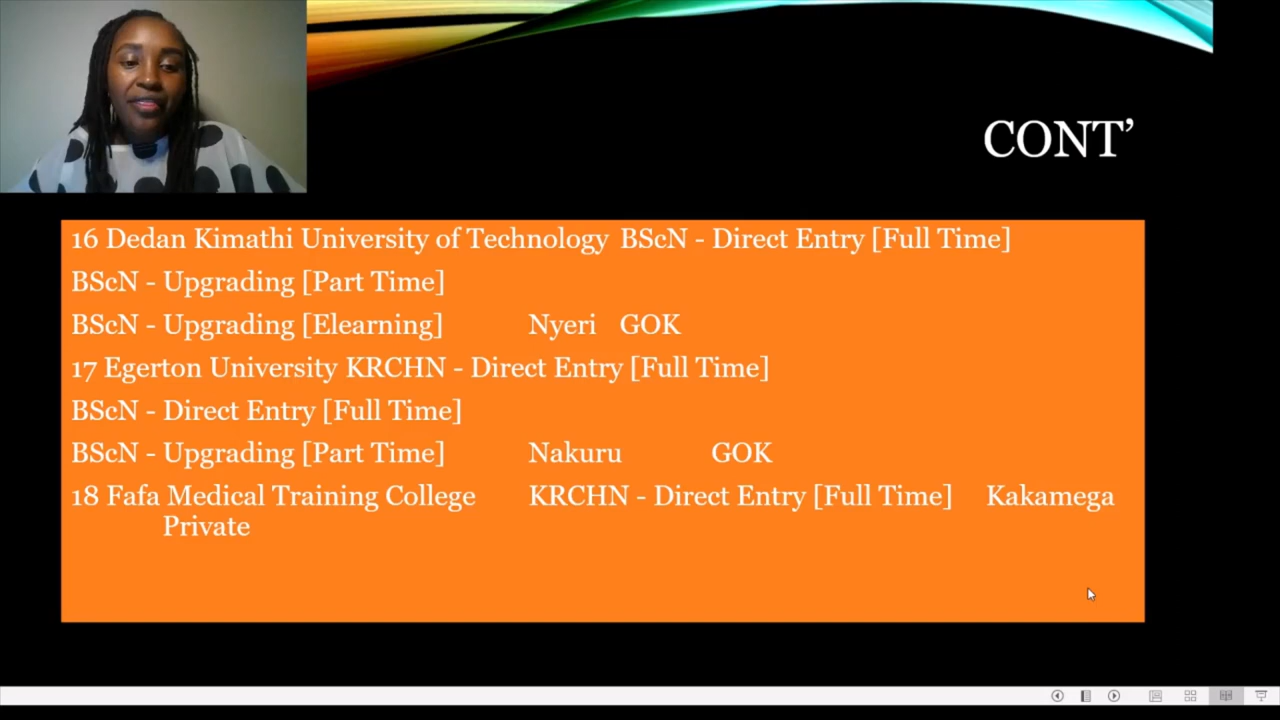 CONT’
16 Dedan Kimathi University of Technology BScN - Direct Entry [Full Time]
BScN - Upgrading [Part Time]
BScN - Upgrading [Elearning] Nyeri GOK
17 Egerton University KRCHN - Direct Entry [Full Time]
BScN - Direct Entry [Full Time]
BScN - Upgrading [Part Time] Nakuru GOK
18 Fafa Medical Training College KRCHN - Direct Entry [Full Time] Kakamega
Private